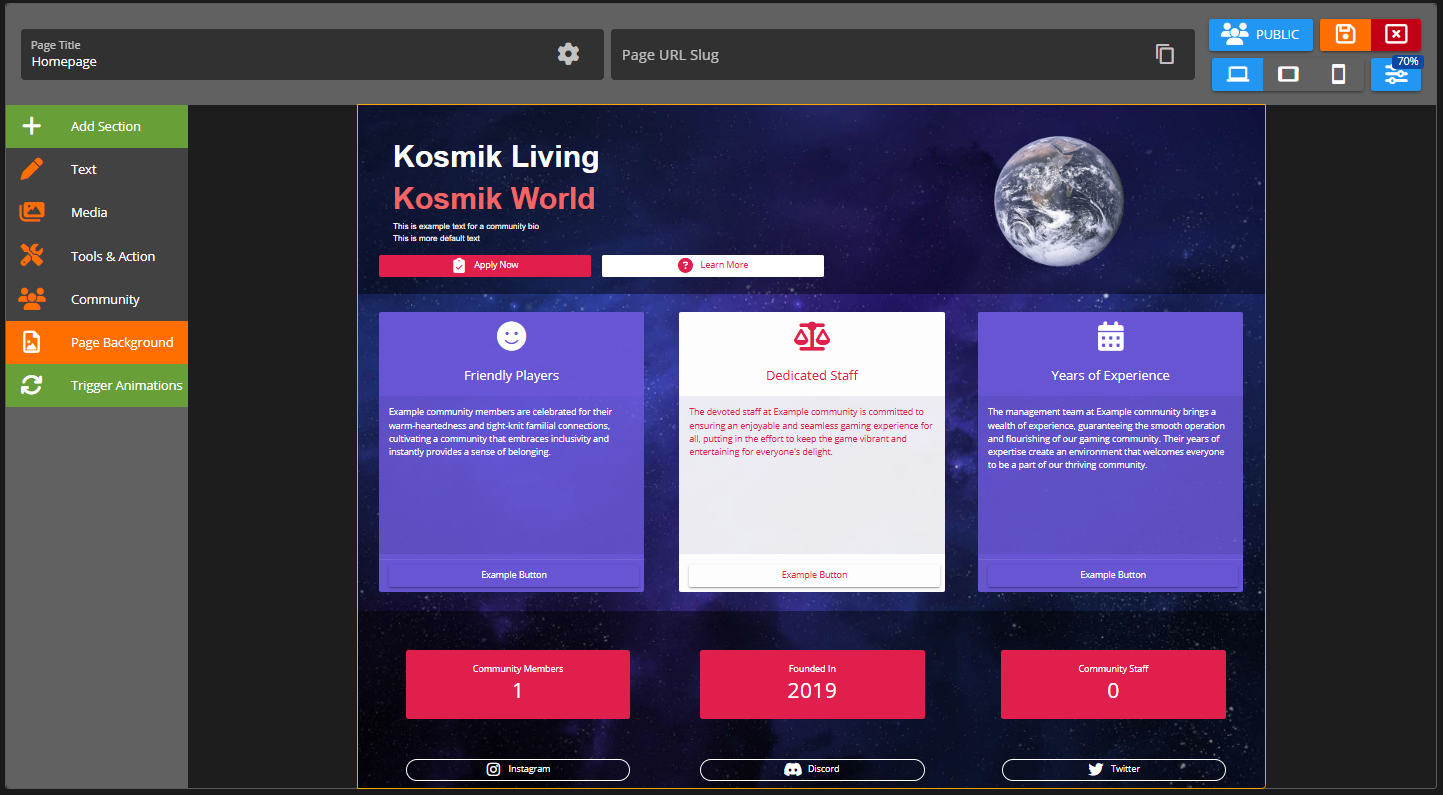 Page Title
Homepage
Page URL Slug
PUBLIC
70%
Add Section
Text
Media
Tools & Action
Community
Page Background
Trigger Animations
Kosmik Living
Kosmik World
This is example text for a community bio
This is more default text
Apply Now
? Learn More
Friendly Players
Example community members are celebrated for their
warm-heartedness and tight-knit familial connections,
cultivating a community that embraces inclusivity and
instantly provides a sense of belonging.
Example Button
Dedicated Staff
The devoted staff at Example community is committed to
ensuring an enjoyable and seamless gaming experience for
all, putting in the effort to keep the game vibrant and
entertaining for everyone's delight.
Example Button
Years of Experience
The management team at Example community brings a
wealth of experience, guaranteeing the smooth operation
and flourishing of our gaming community. Their years of
expertise create an environment that welcomes everyone
to be a part of our thriving community.
Example Button
Community Members
1
Founded In
2019
Community Staff
0
Instagram
Discord
Twitter